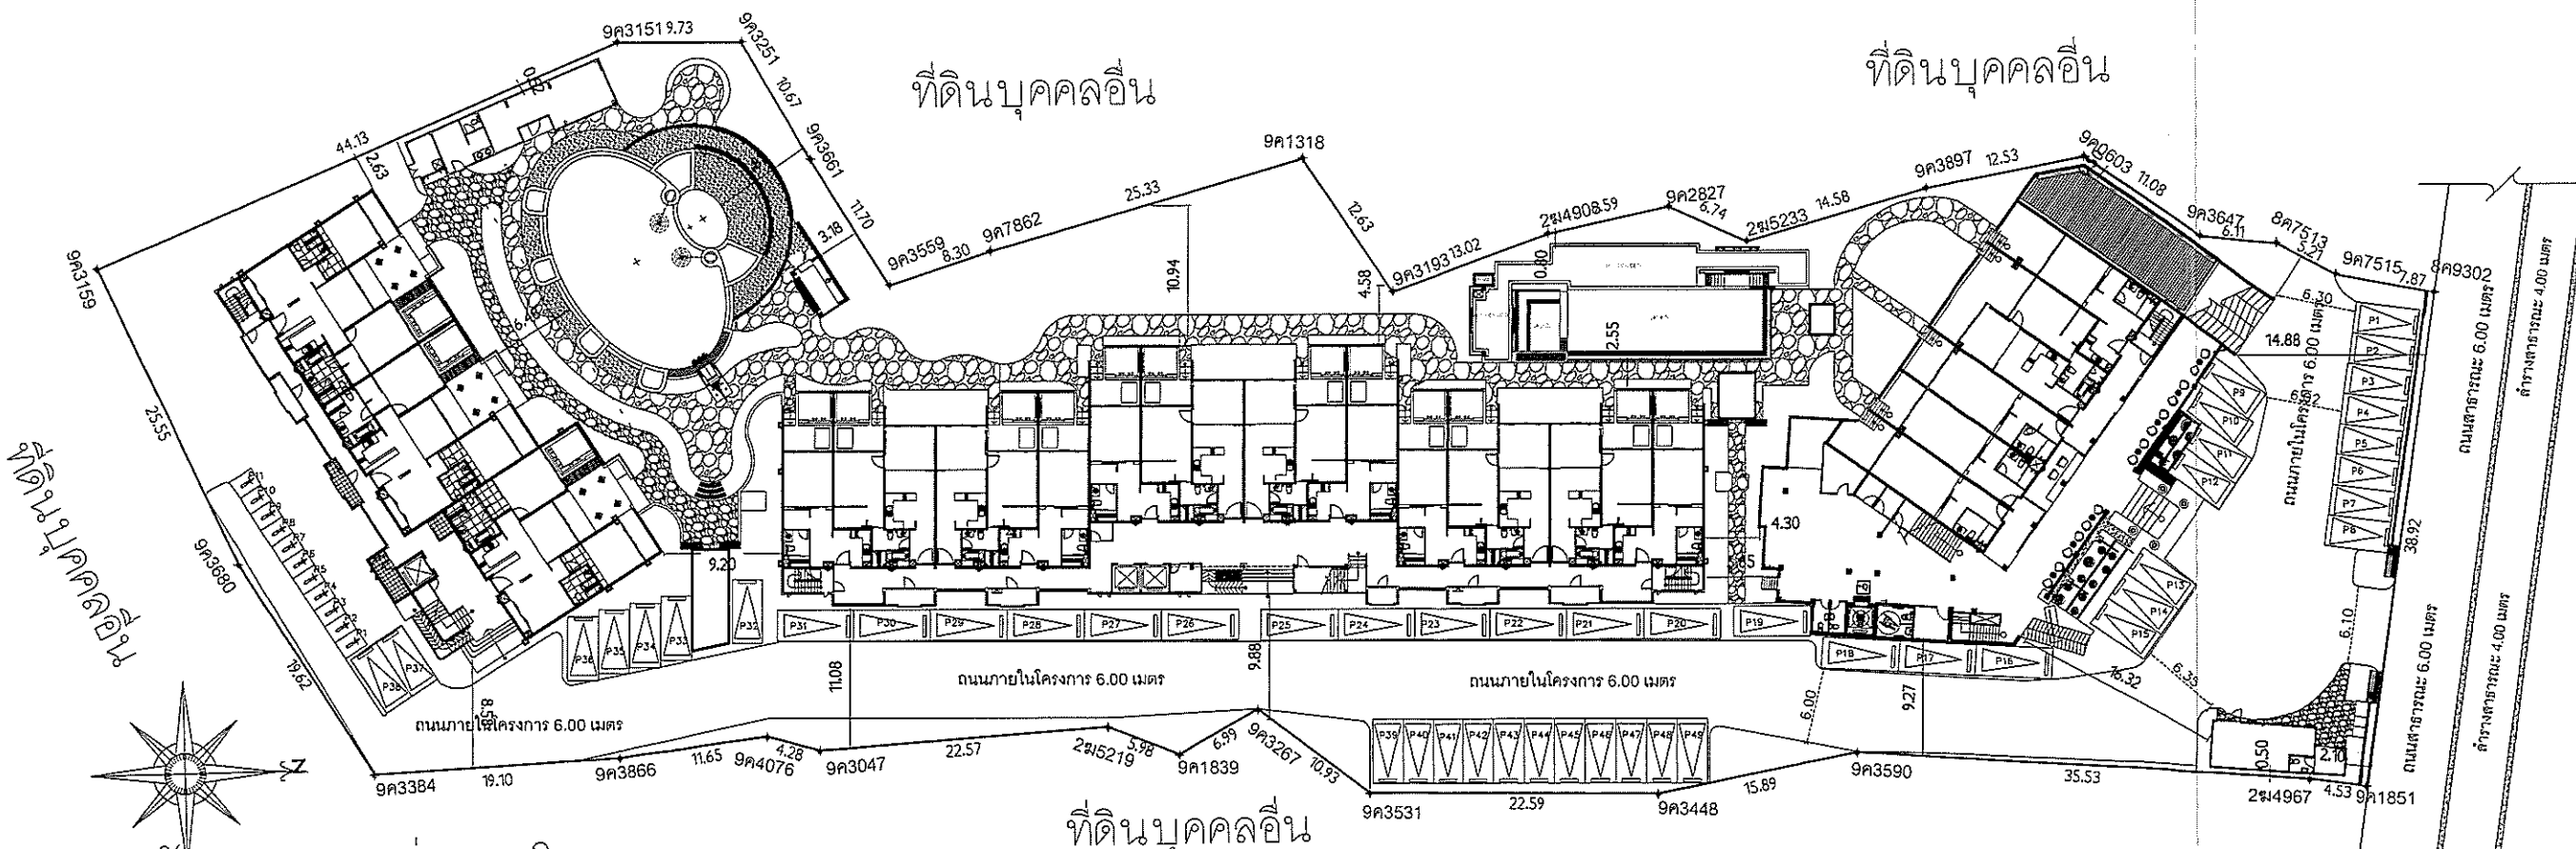 9ค3151 9.73
9ค3251
0.62
10.67
44.13
2.63
9ค3661
11.70
3.18
9ค3159
ที่ดินบุคคลอื่น
9ค1318
25.33
9ค7862
8.30
9ค3559
12.63
10.94
4.58
9ค3193 13.02
2ฆ4908 8.59
9ค2827
6.74
2ฆ5233
14.58
0.80
2.55
ที่ดินบุคคลอื่น
9ค3897 12.53
9ค0603
11.08
9ค3647
6.11
8ค7513
5.21
9ค7515
7.87
8ค9302
6.30
14.88
P1
P2
P3
P4
P5
P6
P7
P8
P9
P10
P11
P12
ถนนภายในโครงการ 6.00 เมตร
ถนนสาธารณะ 6.00 เมตร
ลำรางสาธารณะ 4.00 เมตร
38.92
25.55
ที่ดินบุคคลอื่น
9ค3680
19.62
9.20
4.30
P13
P14
P15
6.10
6.35
16.32
P38
P37
P36
P35
P34
P33
P32
P31
P30
P29
P28
P27
P26
P25
P24
P23
P22
P21
P20
P19
P18
P17
P16
11.08
9.88
6.00
9.27
ถนนภายในโครงการ 6.00 เมตร
ถนนภายในโครงการ 6.00 เมตร
ถนนภายในโครงการ 6.00 เมตร
ถนนสาธารณะ 6.00 เมตร
ลำรางสาธารณะ 4.00 เมตร
N
9ค3384
19.10
9ค3866
11.65
9ค4076
4.28
9ค3047
22.57
2ฆ5219
5.98
9ค1839
6.99
9ค3267
10.93
P39
P40
P41
P42
P43
P44
P45
P46
P47
P48
P49
9ค3531
22.59
9ค3448
15.89
9ค3590
35.53
0.50
2.10
2ฆ4967
4.53
9ค1851
ที่ดินบุคคลอื่น